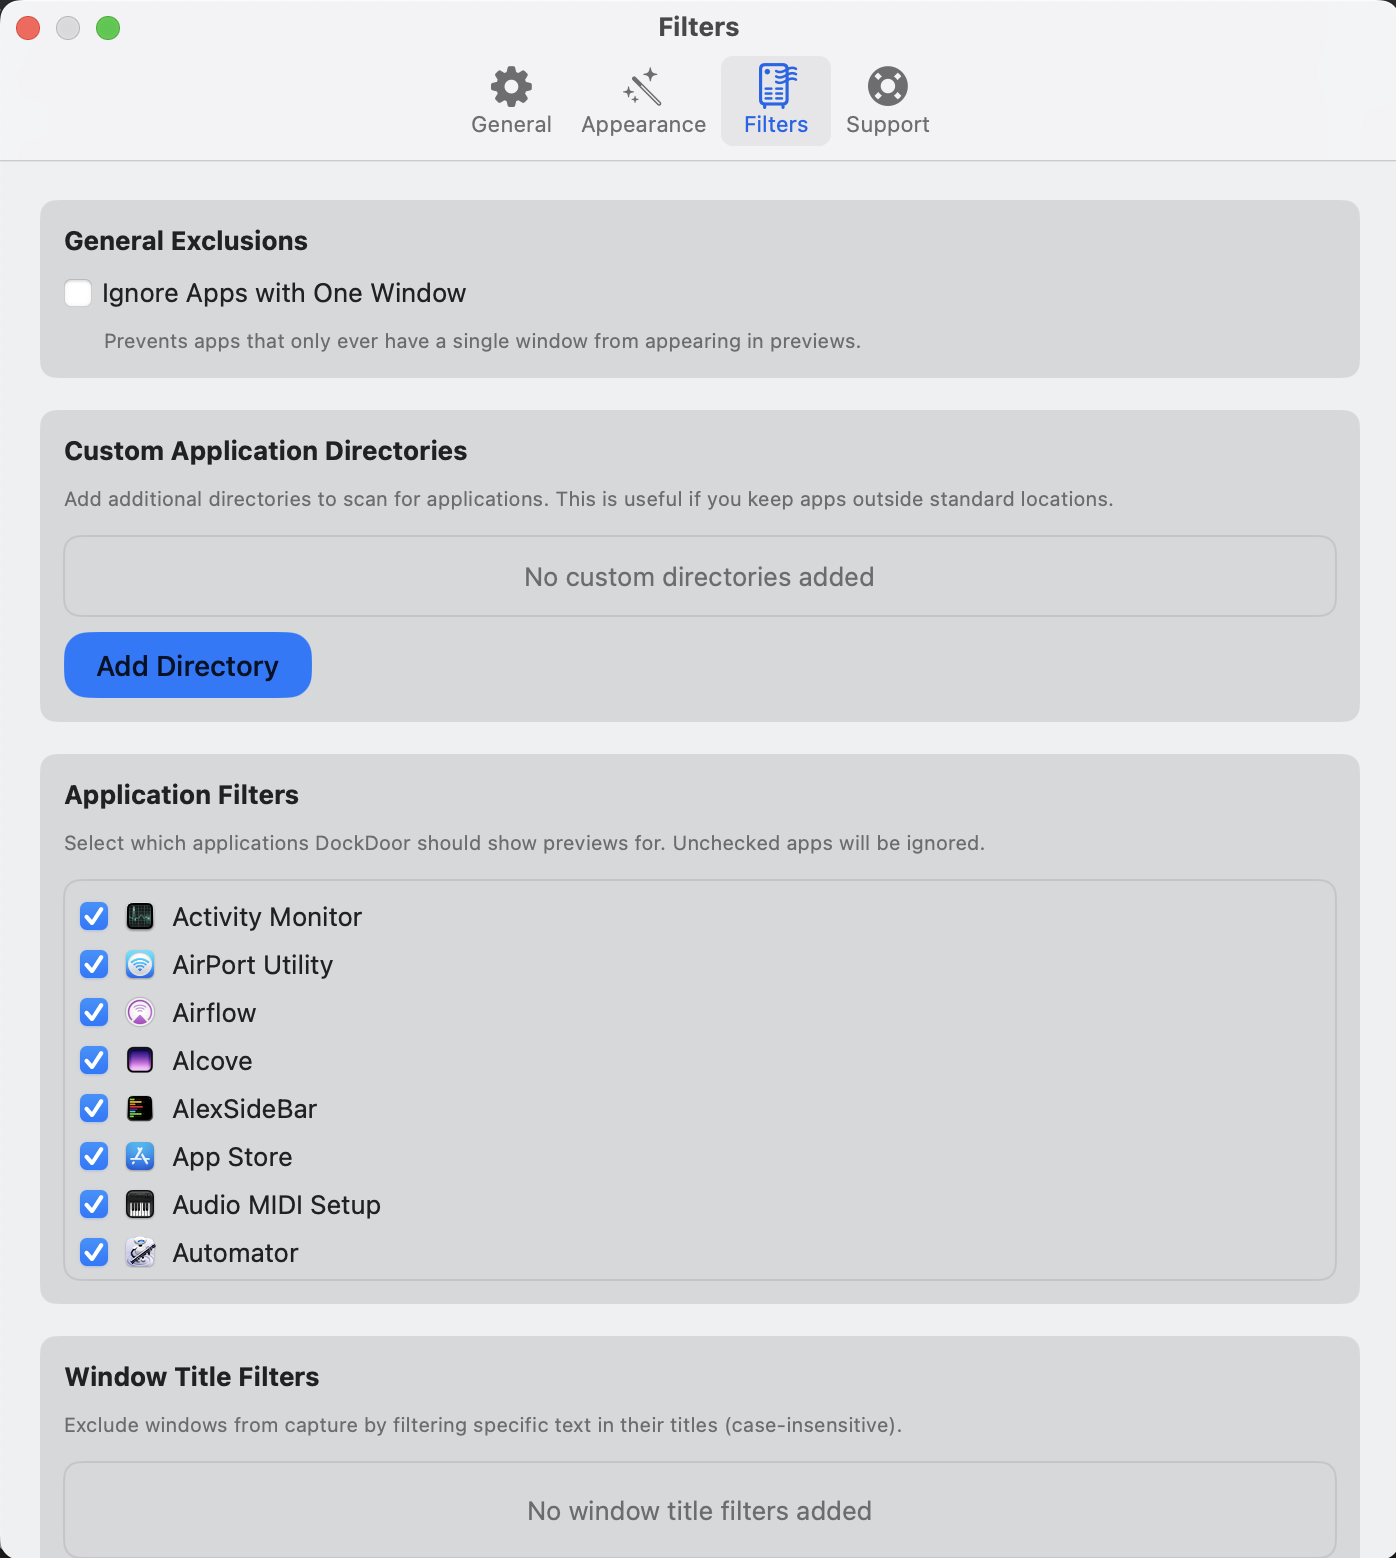 Filters
General
Appearance
Filters
Support
General Exclusions
Ignore Apps with One Window
Prevents apps that only ever have a single window from appearing in previews.
Custom Application Directories
Add additional directories to scan for applications. This is useful if you keep apps outside standard locations.
No custom directories added
Add Directory
Application Filters
Select which applications DockDoor should show previews for. Unchecked apps will be ignored.
Activity Monitor
AirPort Utility
Airflow
Alcove
AlexSideBar
App Store
Audio MIDI Setup
Automator
Window Title Filters
Exclude windows from capture by filtering specific text in their titles (case-insensitive).
No window title filters added